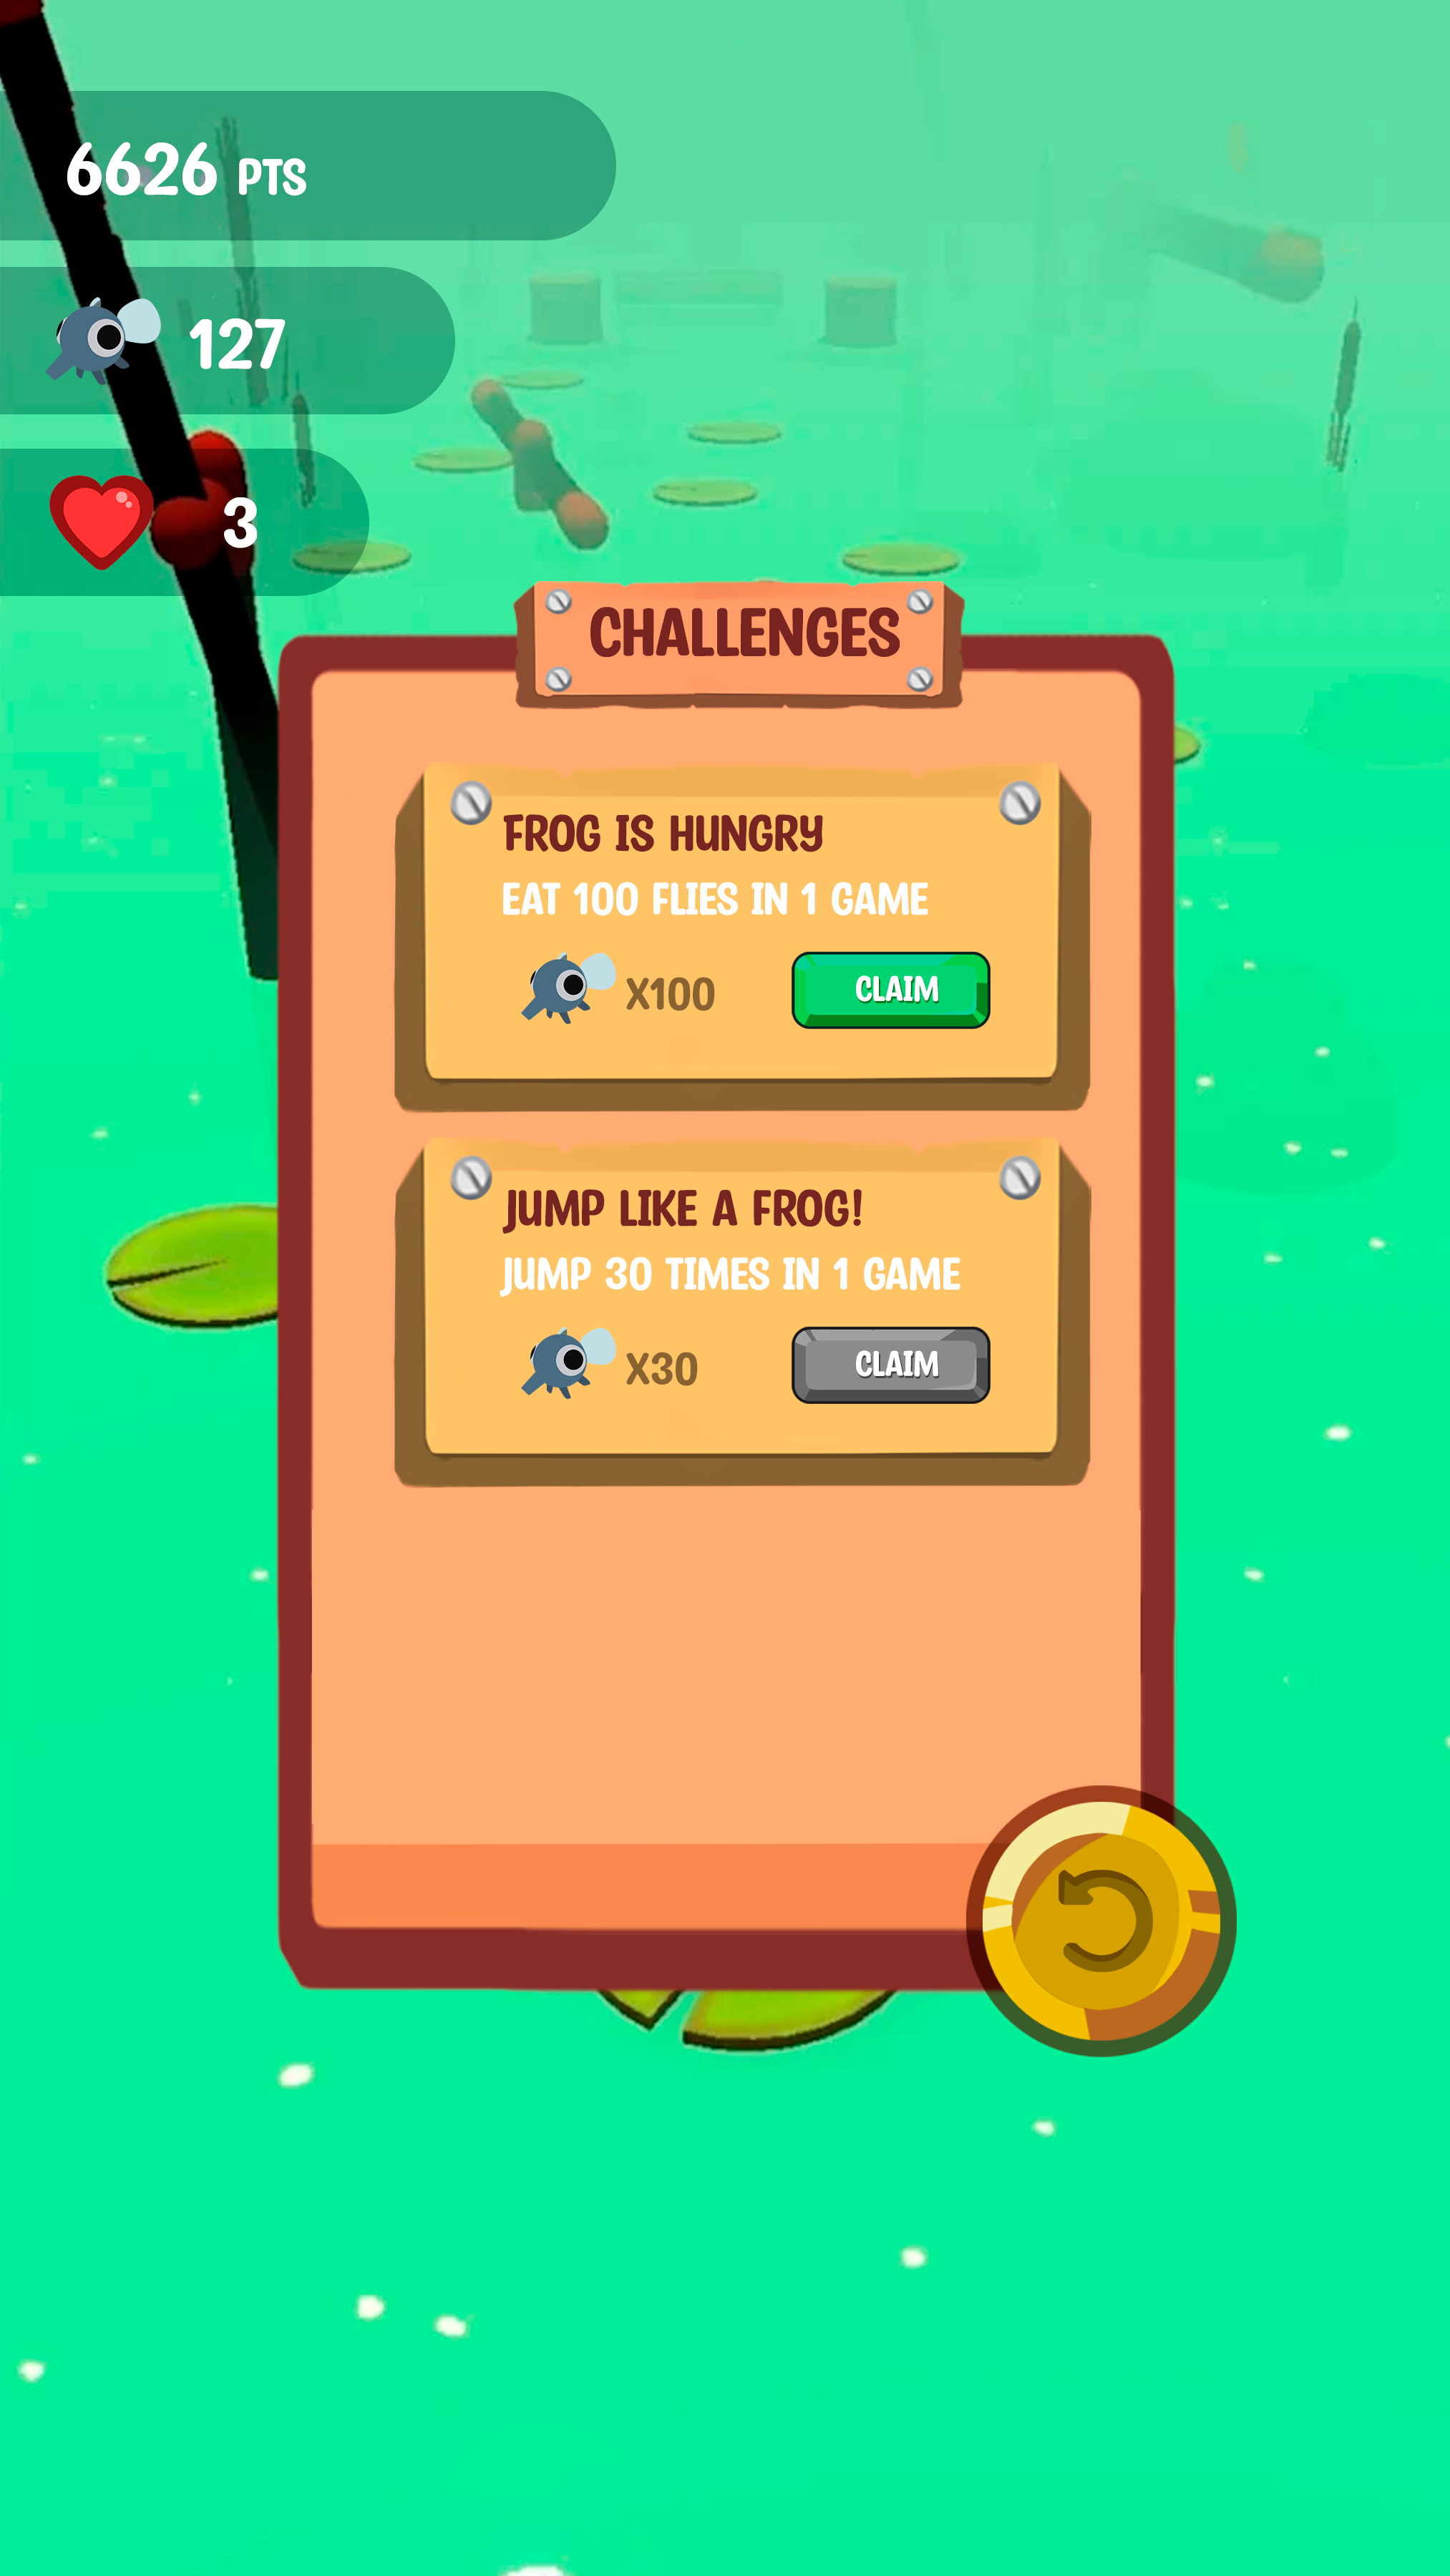 6626 PTS
127
3
CHALLENGES
FROG IS HUNGRY
EAT 100 FLIES IN 1 GAME
X100
CLAIM
JUMP LIKE A FROG!
JUMP 30 TIMES IN 1 GAME
X30
CLAIM